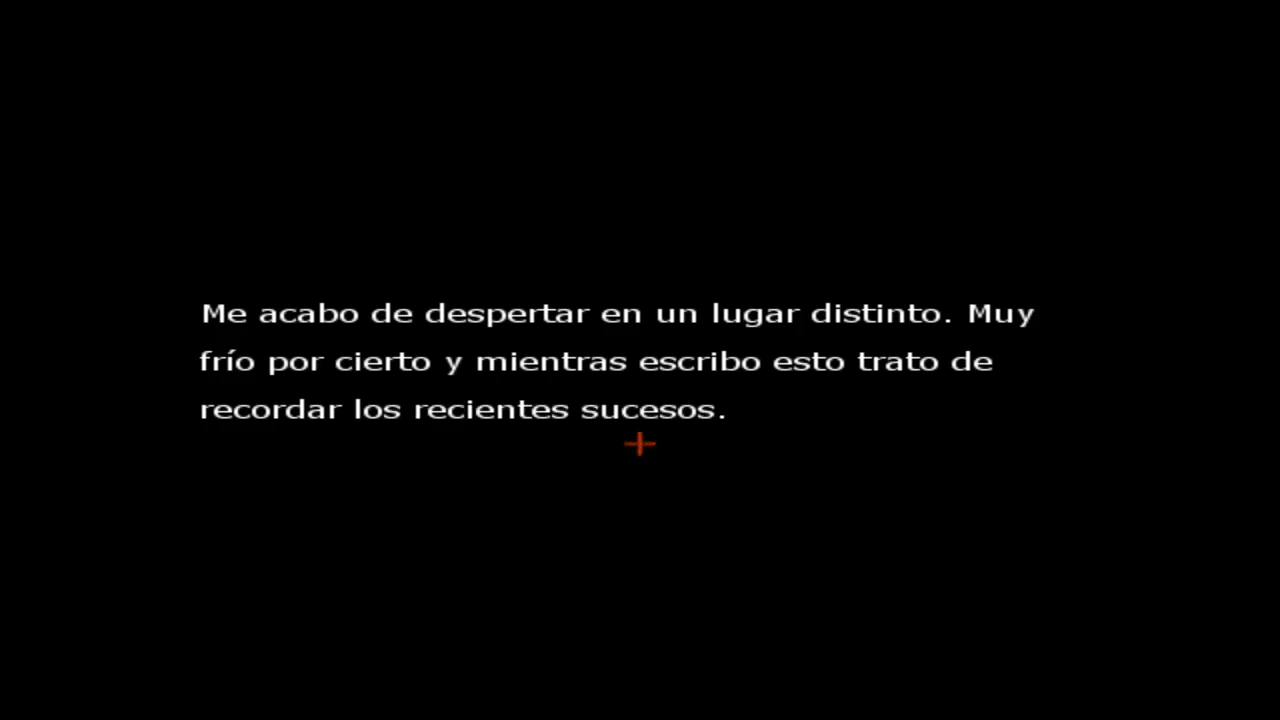 Me acabo de despertar en un lugar distinto. Muy
frío por cierto y mientras escribo esto trato de
recordar los recientes sucesos.